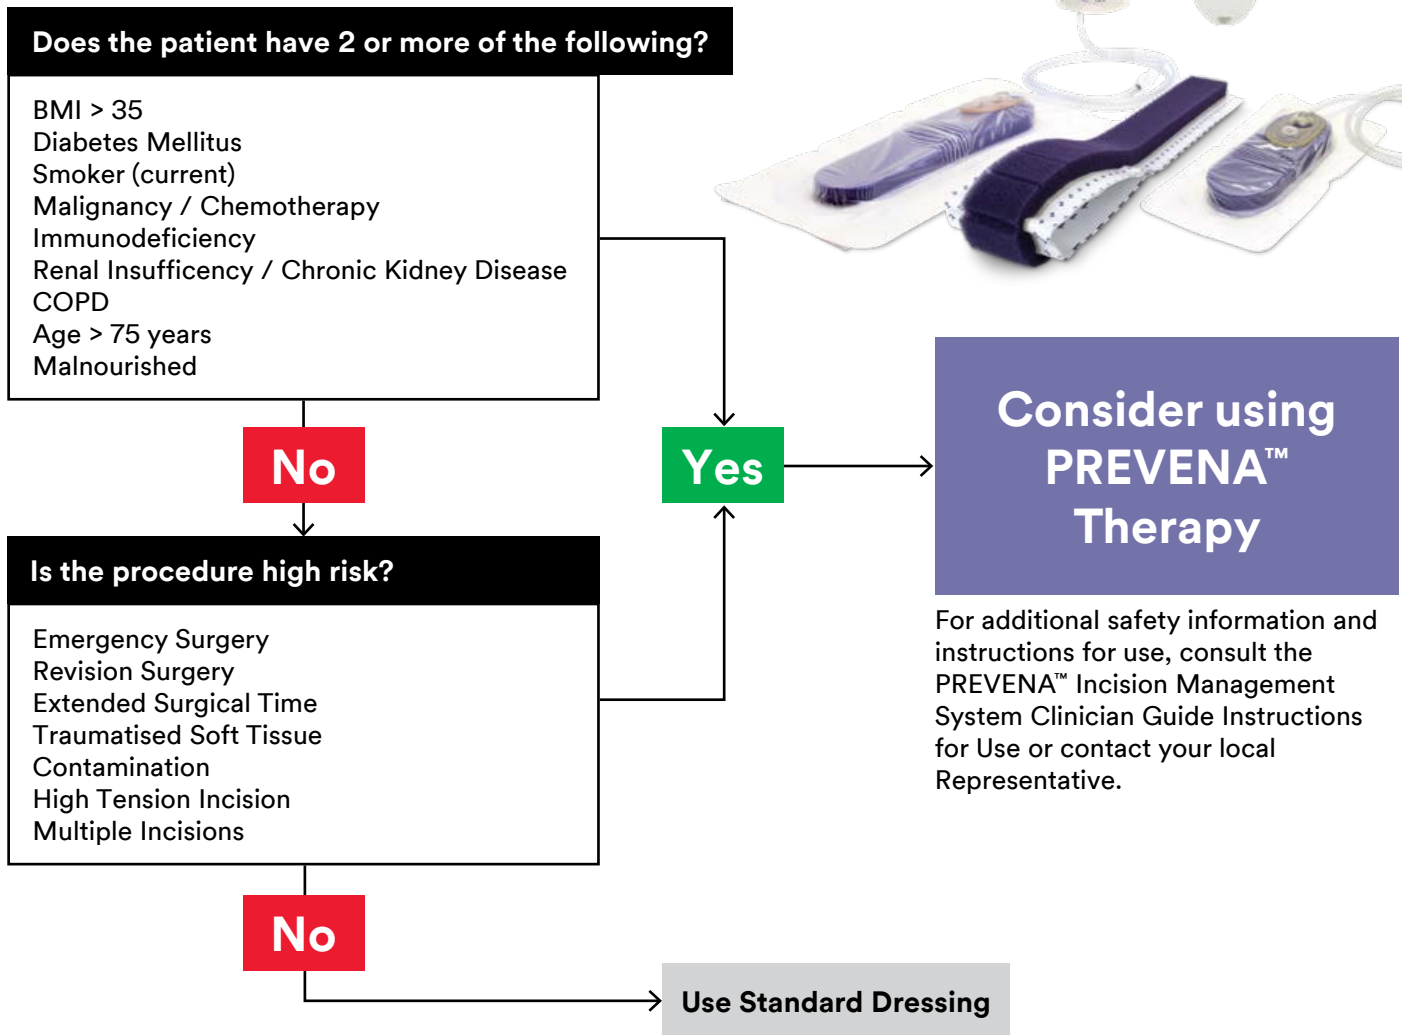 Does the patient have 2 or more of the following?
BMI > 35
Diabetes Mellitus
Smoker (current)
Malignancy / Chemotherapy
Immunodeficiency
Renal Insufficency / Chronic Kidney Disease
COPD
Age > 75 years
Malnourished
No
Yes
Consider using
PREVENA™
Therapy
Is the procedure high risk?
Emergency Surgery
Revision Surgery
Extended Surgical Time
Traumatised Soft Tissue
Contamination
High Tension Incision
Multiple Incisions
For additional safety information and
instructions for use, consult the
PREVENA™ Incision Management
System Clinician Guide Instructions
for Use or contact your local
Representative.
No
Use Standard Dressing